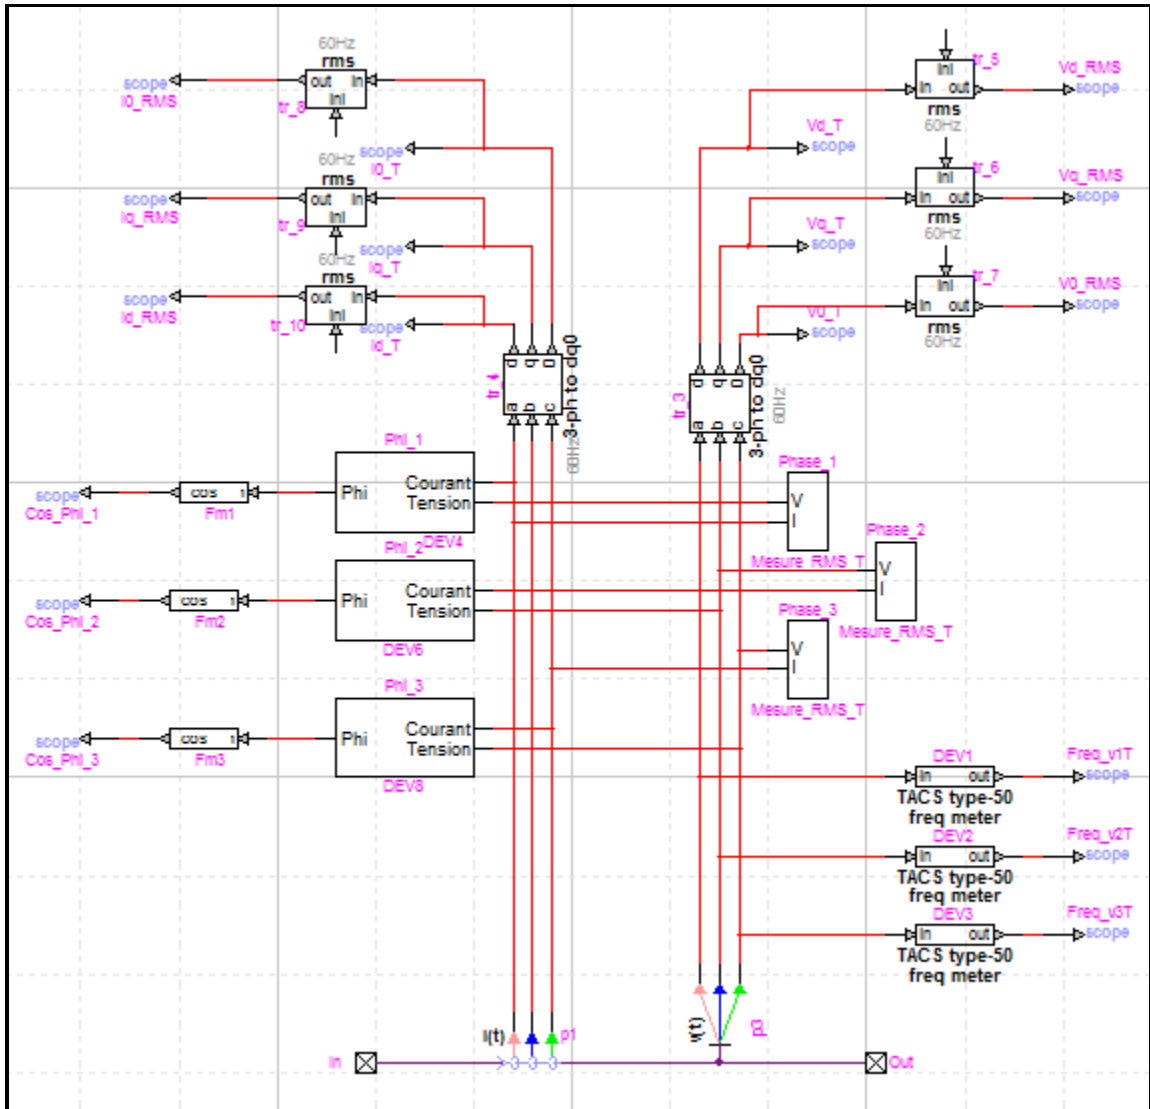 60Hz
rms
scope
I0_RMS
out In
InI
tr_8
scope
I0_T
60Hz
rms
scope
Iq_RMS
out In
InI
tr_9
scope
Iq_T
60Hz
rms
scope
Id_RMS
out In
InI
tr_10
scope
Id_T
tr_5
InI
In out
rms
60Hz
Vd_RMS
scope
Vd_T
scope
tr_6
InI
In out
rms
60Hz
Vq_RMS
scope
Vq_T
scope
tr_7
InI
In out
rms
60Hz
V0_RMS
scope
V0_T
scope
d q 0
a b c
tr_4
3-ph to dq0
60Hz
d q 0
a b c
tr_3
3-ph to dq0
60Hz
Phi_1
Phi
Courant
Tension
DEV4
cos 1
Fm1
scope
Cos_Phi_1
Phi_2
Phi
Courant
Tension
DEV6
cos 1
Fm2
scope
Cos_Phi_2
Phi_3
Phi
Courant
Tension
DEV8
cos 1
Fm3
scope
Cos_Phi_3
Phase_1
V
I
Mesure_RMS_T
Phase_2
V
I
Mesure_RMS_T
Phase_3
V
I
Mesure_RMS_T
DEV1
In out
TACS type-50
freq meter
Freq_v1T
scope
DEV2
In out
TACS type-50
freq meter
Freq_v2T
scope
DEV3
In out
TACS type-50
freq meter
Freq_v3T
scope
i(t)
p1
v(t)
p3
In
Out